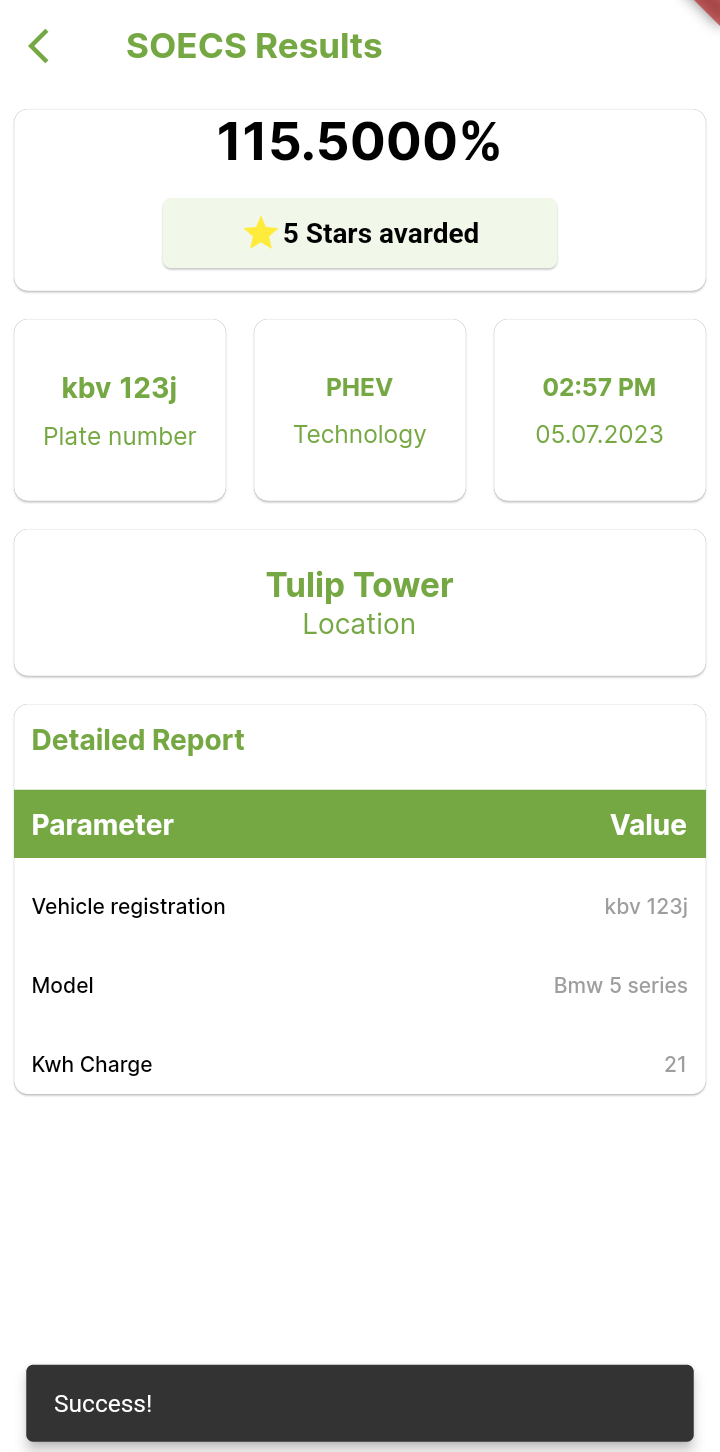 SOECS Results
115.5000%
5 Stars avarded
kbv 123j
Plate number
PHEV
Technology
02:57 PM
05.07.2023
Tulip Tower
Location
Detailed Report
Parameter Value
Vehicle registration kbv 123j
Model Bmw 5 series
Kwh Charge 21
Success!